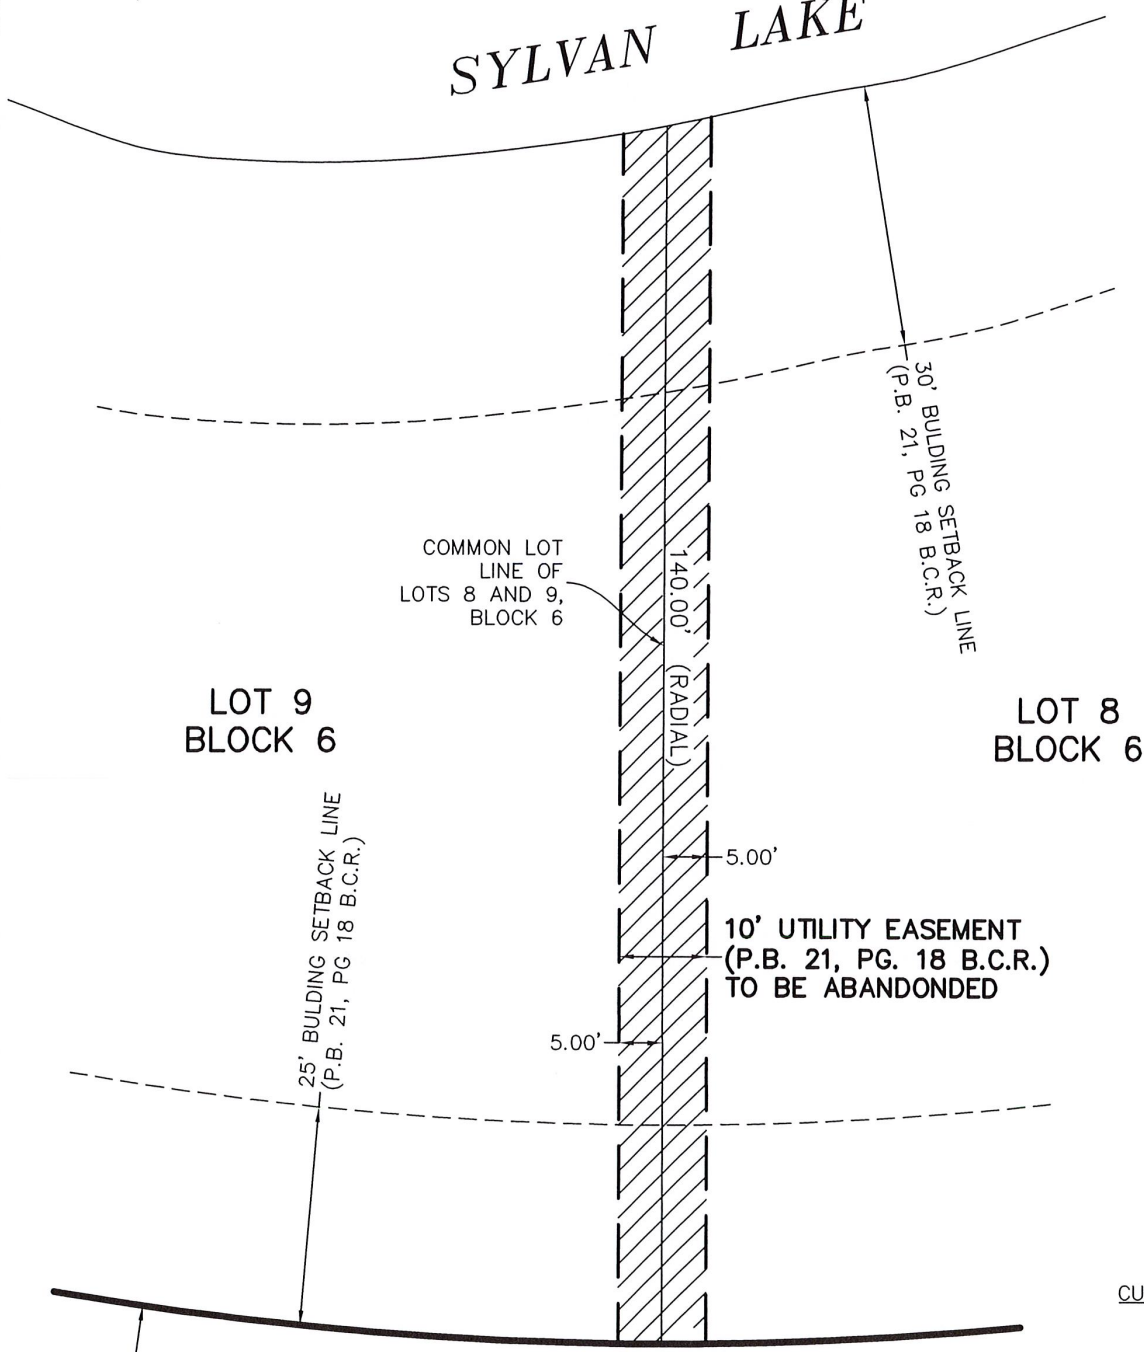 SYLVAN LAKE
30' BULDING SETBACK LINE
(P.B. 21, PG 18 B.C.R.)
COMMON LOT
LINE OF
LOTS 8 AND 9,
BLOCK 6
140.00' (RADIAL)
LOT 9
BLOCK 6
LOT 8
BLOCK 6
25' BULDING SETBACK LINE
(P.B. 21, PG 18 B.C.R.)
5.00'
10' UTILITY EASEMENT
(P.B. 21, PG. 18 B.C.R.)
TO BE ABANDONDED
5.00'
CU